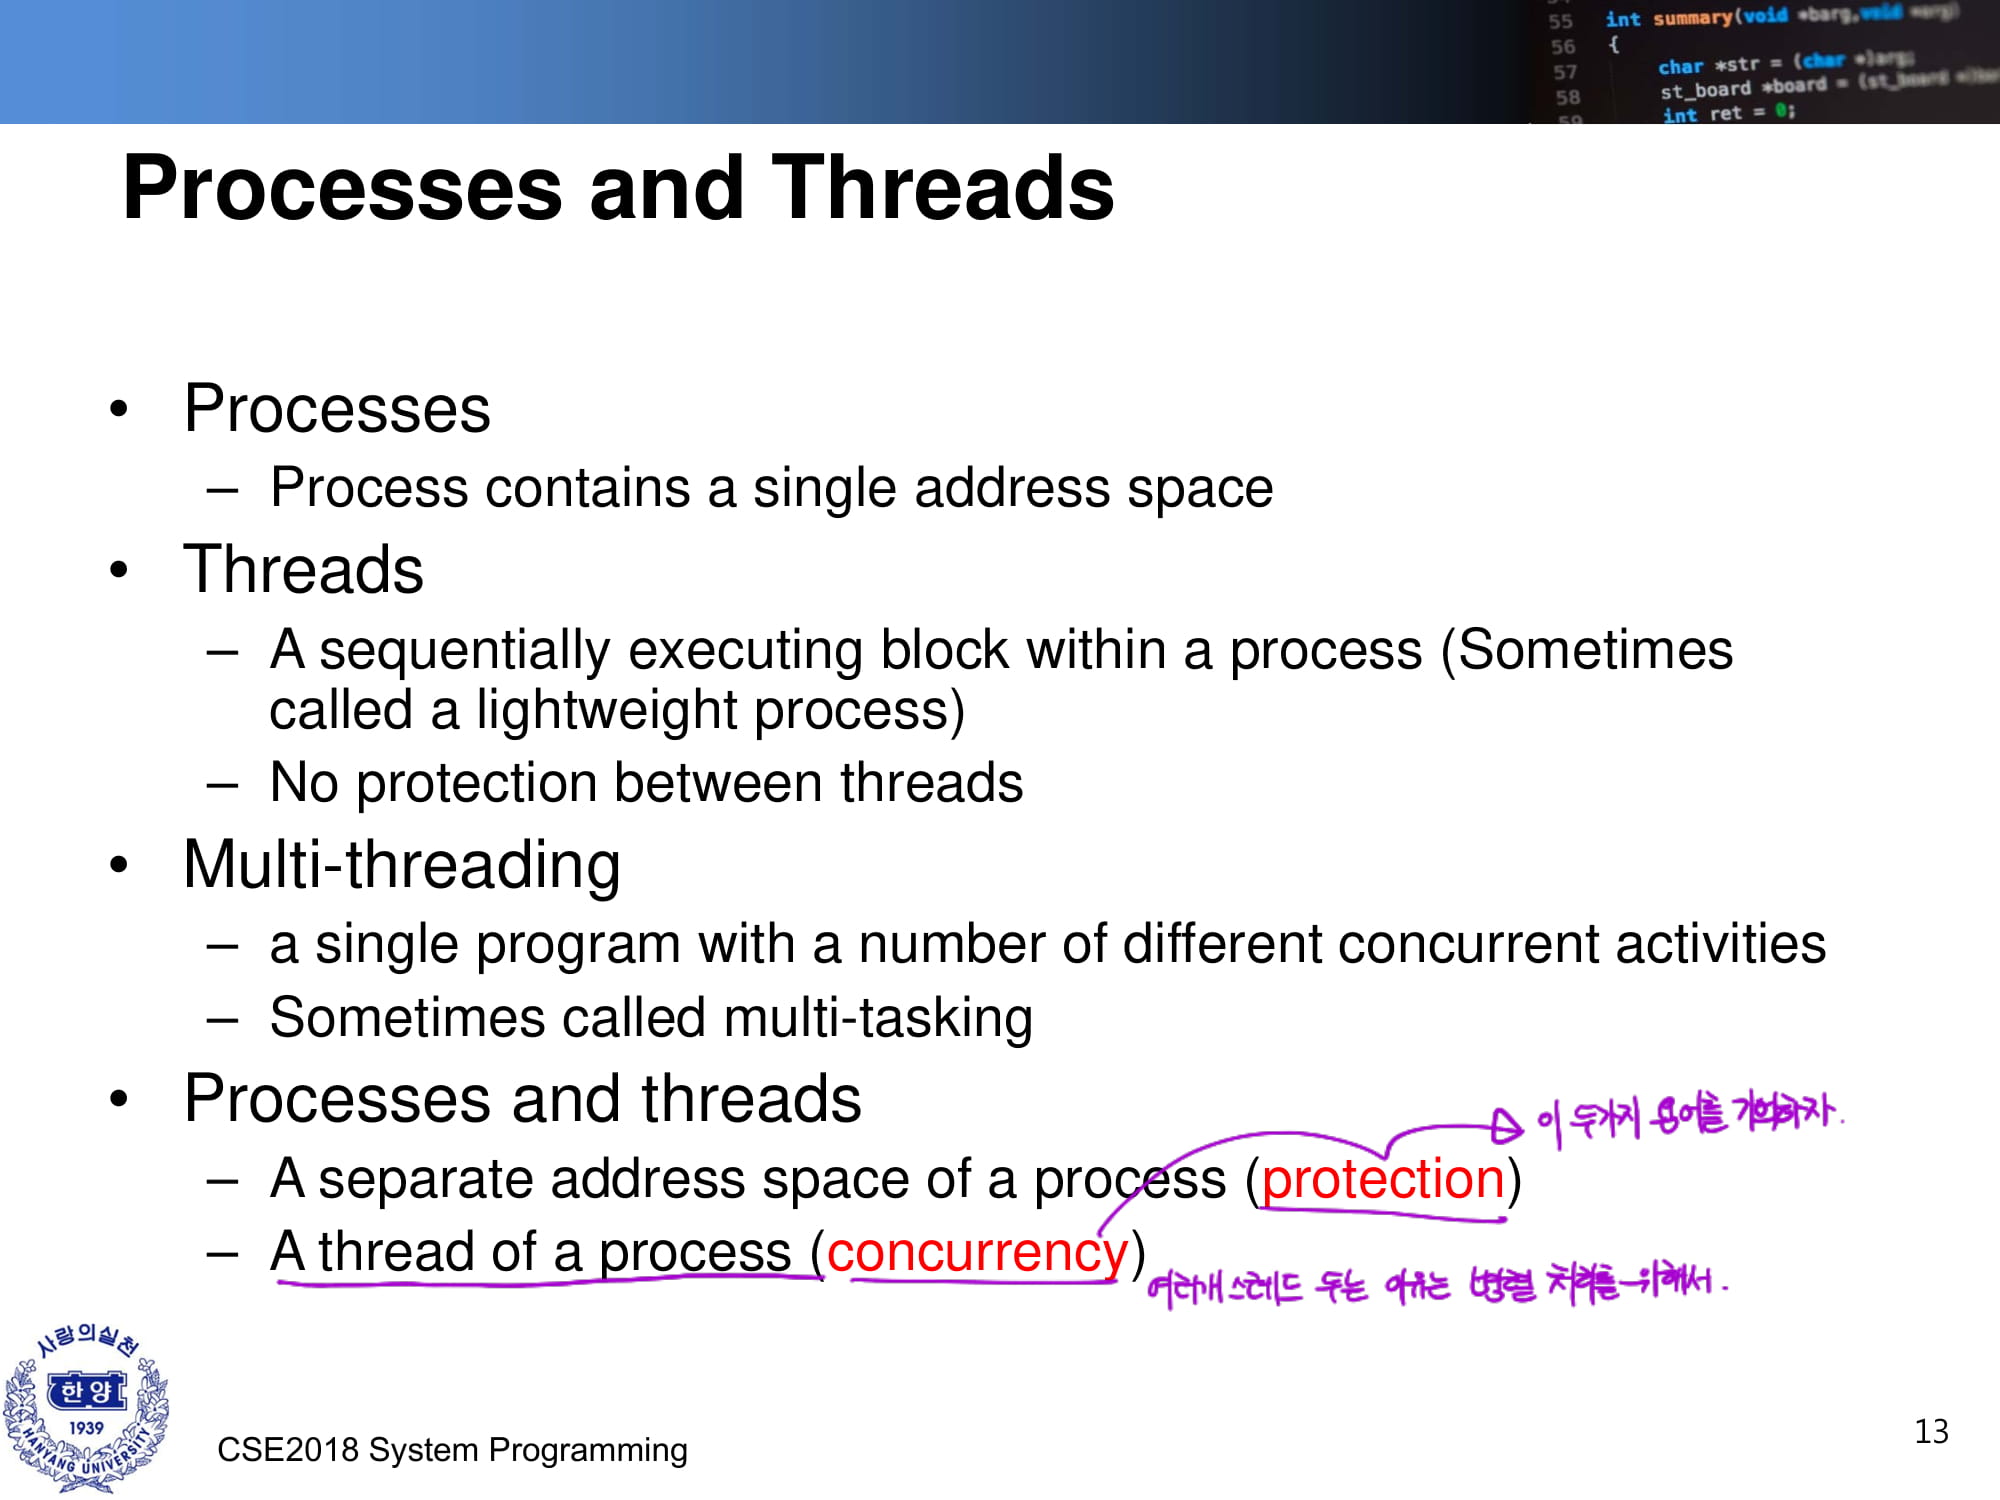 55 int summary(void *barg,void *arg)
56 {
57 char *str = (char *)arg;
58 st_board *board = (st_board
59 int ret = 0;
Processes and Threads
• Processes
– Process contains a single address space
• Threads
– A sequentially executing block within a process (Sometimes
called a lightweight process)
– No protection between threads
• Multi-threading
– a single program with a number of different concurrent activities
– Sometimes called multi-tasking
• Processes and threads
이 두가지 용어를 기억하자.
– A separate address space of a process (protection)
– A thread of a process (concurrency)
여러개 스레드 두는 이유는 병렬 처리를 위해서.
사랑의실천
한양
1939
HANYANG UNIVERSITY
CSE2018 System Programming
13